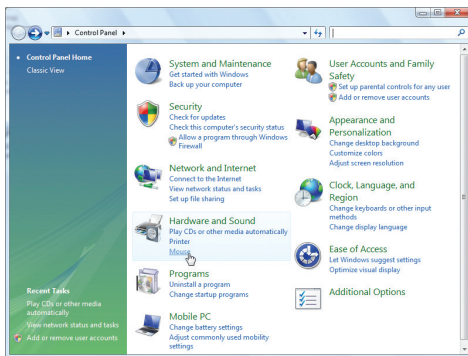 Control Panel
Control Panel Home
Classic View
System and Maintenance
Get started with Windows
Back up your computer
Security
Check for updates
Check this computer's security status
Allow a program through Windows
Firewall
Network and Internet
Connect to the Internet
View network status and tasks
Set up file sharing
Hardware and Sound
Play CDs or other media automatically
Printer
Mouse
Programs
Uninstall a program
Change startup programs
Mobile PC
Change battery settings
Adjust commonly used mobility
settings
User Accounts and Family
Safety
Set up parental controls for any user
Add or remove user accounts
Appearance and
Personalization
Change desktop background
Customize colors
Adjust screen resolution
Clock, Language, and
Region
Change keyboards or other input
methods
Change display language
Ease of Access
Let Windows suggest settings
Optimize visual display
Additional Options
Recent Tasks
Play CDs or other media
automatically
View network status and tasks
Add or remove user accounts